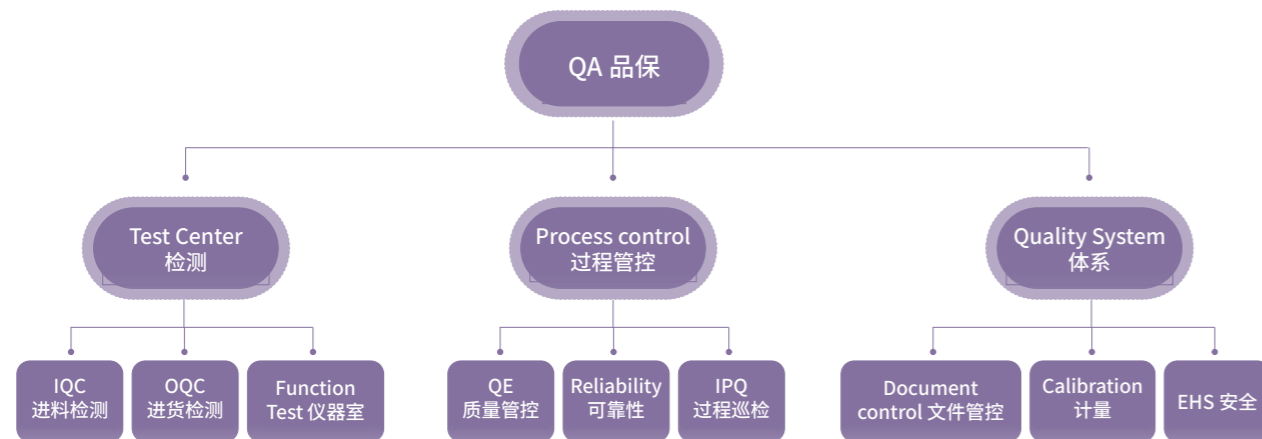 QA 品保
Test Center
检测
Process control
过程管控
Quality System
体系
IQC
进料检测
OQC
进货检测
Function
Test 仪器室
QE
质量管控
Reliability
可靠性
IPQ
过程巡检
Document
control 文件管控
Calibration
计量
EHS 安全